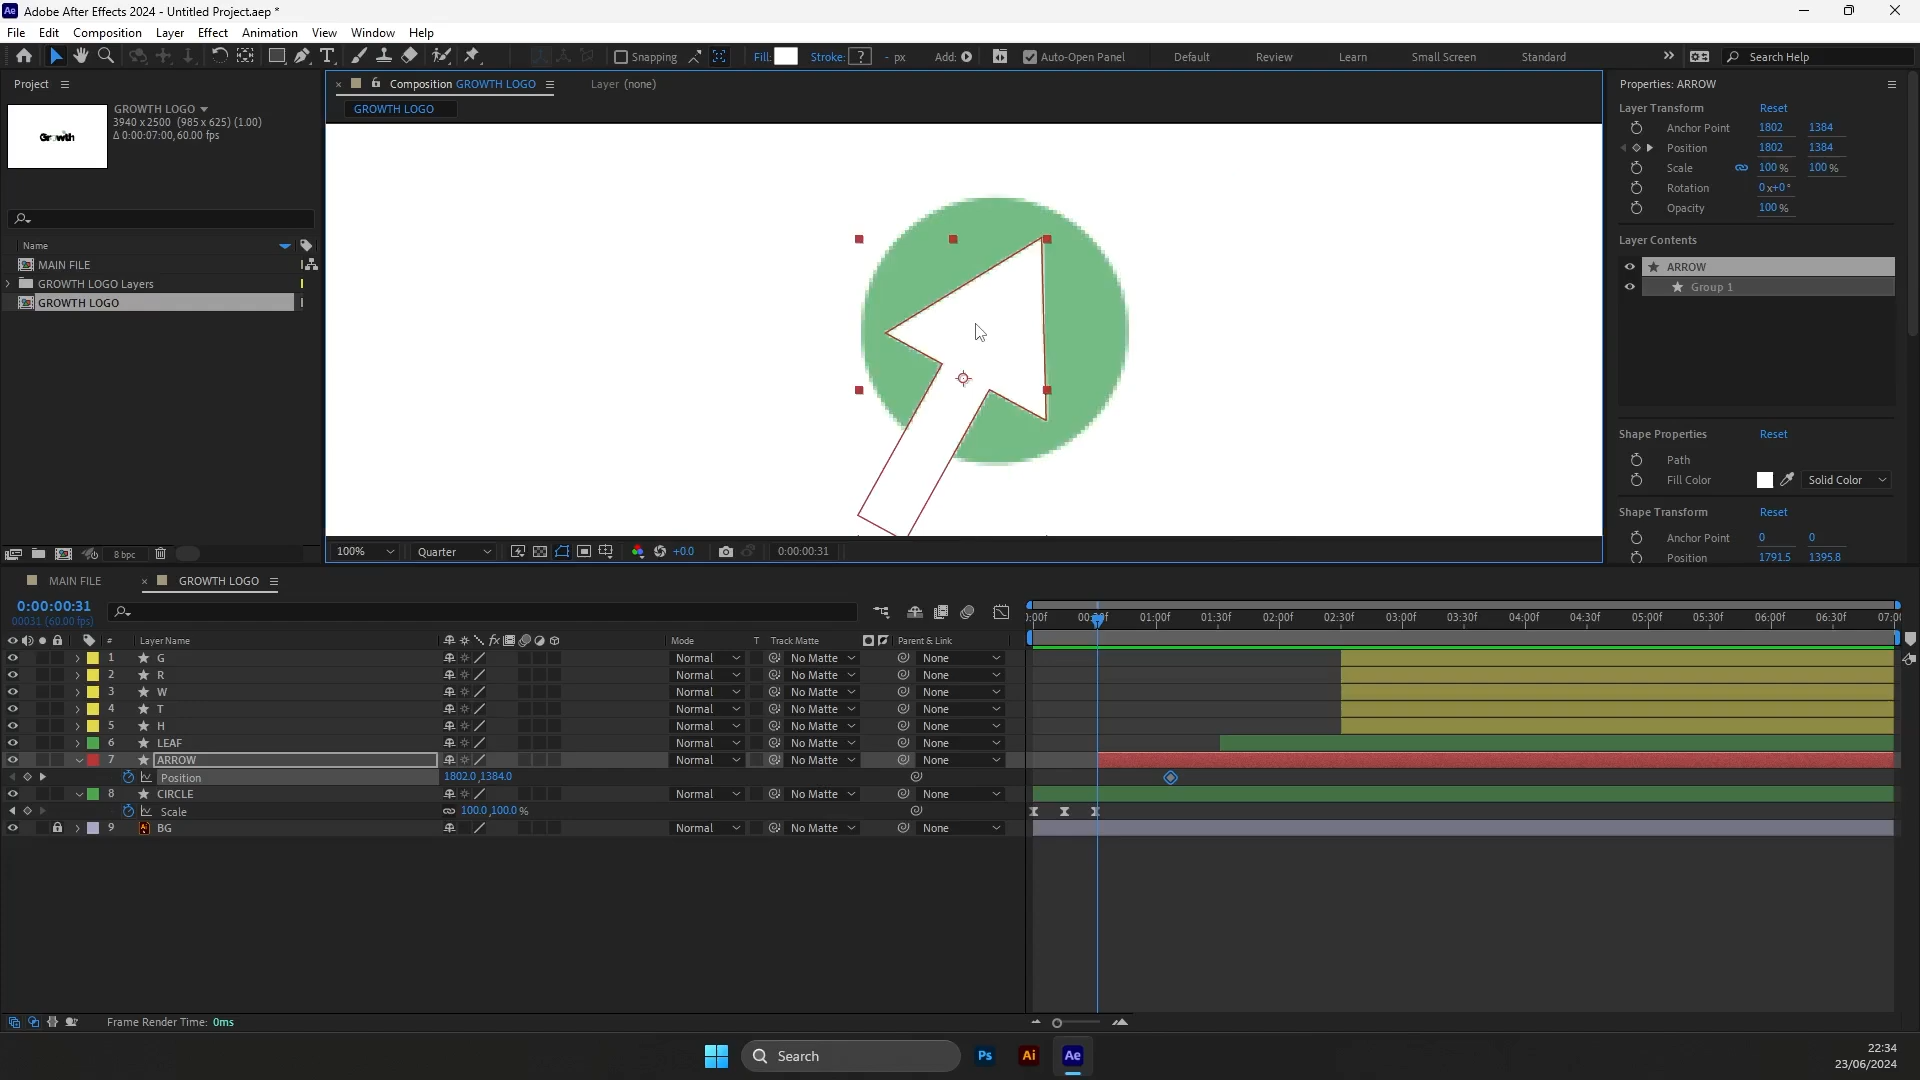 Ae Adobe After Effects 2024 - Untitled Project.aep *
File Edit Composition Layer Effect Animation View Window Help
Snapping Fill: Stroke: ? - px Add: Auto-Open Panel Default Review Learn Small Screen Standard Search Help
Project
GROWTH LOGO
3940 x 2500 (985 x 625) (1.00)
Δ 0:00:07:00, 60.00 fps
Growth
Name
MAIN FILE
GROWTH LOGO Layers
GROWTH LOGO
8 bpc
Composition GROWTH LOGO Layer (none)
GROWTH LOGO
100% Quarter +0.0 0:00:00:31
Properties: ARROW
Layer Transform Reset
Anchor Point 1802 1384
Position 1802 1384
Scale 100 % 100 %
Rotation 0x+0°
Opacity 100 %
Layer Contents
ARROW
Group 1
Shape Properties Reset
Path
Fill Color Solid Color
Shape Transform Reset
Anchor Point 0 0
Position 1791.5 1395.8
MAIN FILE GROWTH LOGO
0:00:00:31
00031 (60.00 fps)
# Layer Name fx Mode T Track Matte Parent & Link
01:00f 01:30f 02:00f 02:30f 03:00f 03:30f 04:00f 04:30f 05:00f 05:30f 06:00f 06:30f
1 G Normal No Matte None
2 R Normal No Matte None
3 W Normal No Matte None
4 T Normal No Matte None
5 H Normal No Matte None
6 LEAF Normal No Matte None
7 ARROW Normal No Matte None
Position 1802.0,1384.0
8 CIRCLE Normal No Matte None
Scale 100.0,100.0 %
9 BG Normal No Matte None
Frame Render Time: 0ms
Search Ps Ai Ae
22:34
23/06/2024